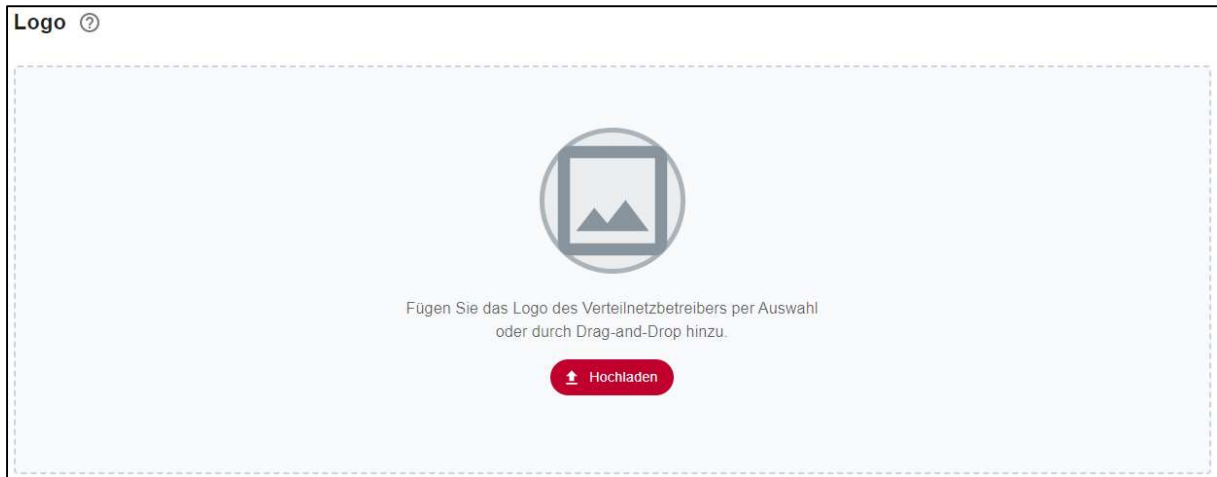 Logo
Fügen Sie das Logo des Verteilnetzbetreibers per Auswahl
oder durch Drag-and-Drop hinzu.
Hochladen